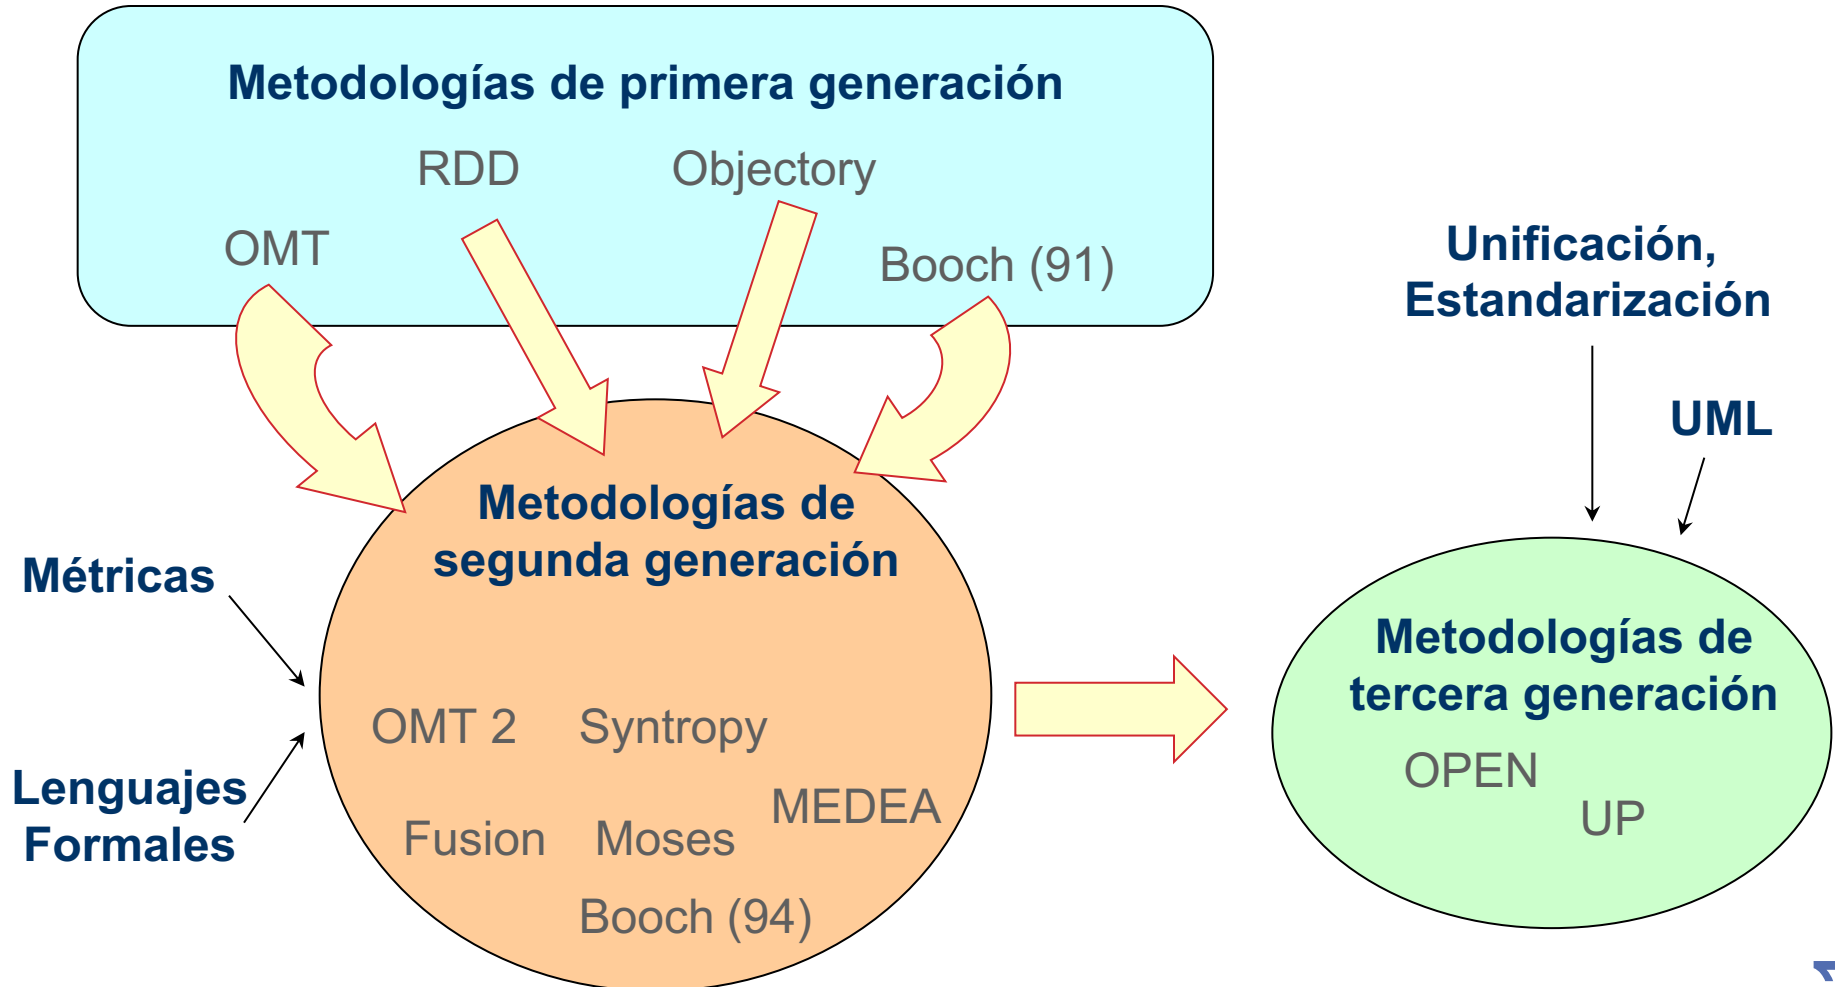 Metodologías de primera generación
RDD
Objectory
OMT
Booch (91)
Unificación,
Estandarización
UML
Metodologías de
segunda generación
Métricas
Lenguajes
Formales
OMT 2
Syntropy
MEDEA
Fusion
Moses
Booch (94)
Metodologías de
tercera generación
OPEN
UP